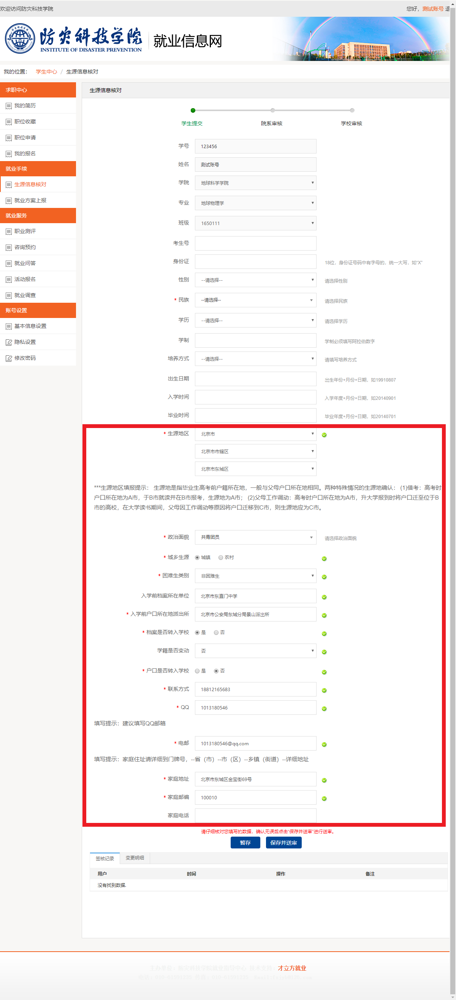 欢迎访问防灾科技学院
您好，测试账号 退
防灾科技学院
INSTITUTE OF DISASTER PREVENTION
就业信息网
我的位置： 学生中心 / 生源信息核对
求职中心
我的简历
职位收藏
职位申请
我的报名
就业手续
生源信息核对
就业方案上报
就业服务
职业测评
咨询预约
就业问答
活动报名
就业调查
账号设置
基本信息设置
隐私设置
修改密码
生源信息核对
学生提交 院系审核 学校审核
学号 123456
姓名 测试账号
学院 地球科学学院
专业 地球物理学
班级 1650111
考生号
身份证 18位，身份证号码中有字母的，统一大写，如“X”
性别 --请选择-- 请选择性别
* 民族 --请选择-- 请选择民族
学历 --请选择-- 请选择学历
学制 学制必须填写阿拉伯数字
培养方式 --请选择-- 请填写培养方式
出生日期 出生年份+月份+日期，如19910807
入学时间 入学年度+月份+日期，如20140901
毕业时间 毕业年度+月份+日期，如20140701
* 生源地区 北京市
北京市市辖区
北京市东城区
***生源地区填报提示： 生源地是指毕业生高考前户籍所在地，一般与父母户口所在地相同。两种特殊情况的生源地确认： (1)借考：高考时
户口所在地为A市，于B市就读并在B市报考，生源地为A市； (2)父母工作调动：高考时户口所在地为A市，升大学报到时将户口迁至位于B
市的高校，在大学读书期间，父母因工作调动等原因将户口迁移到C市，则生源地应为C市。
* 政治面貌 共青团员 请选择政治面貌
* 城乡生源 城镇 农村
* 困难生类别 非困难生
入学前档案所在单位 北京市东直门中学
* 入学前户口所在地派出所 北京市公安局东城分局景山派出所
* 档案是否转入学校 是 否
学籍是否变动 否
* 户口是否转入学校 是 否
* 联系方式 18812165683
* QQ 1013180546
填写提示：建议填写QQ邮箱
* 电邮 1013180546@qq.com
填写提示：家庭住址请详细到门牌号，--省（市）--市（区）--乡镇（街道）--详细地址
* 家庭地址 北京市东城区金宝街69号
* 家庭邮编 100010
家庭电话
请仔细核对您填写的数据，确认无误后点击“保存并送审”进行送审。
暂存 保存并送审
签核记录 变更明细
用户 时间 操作 备注
没有找到数据.
主办单位：防灾科技学院就业指导中心 技术支持：才立方就业
电话：010-61591235 传真：010-61591235